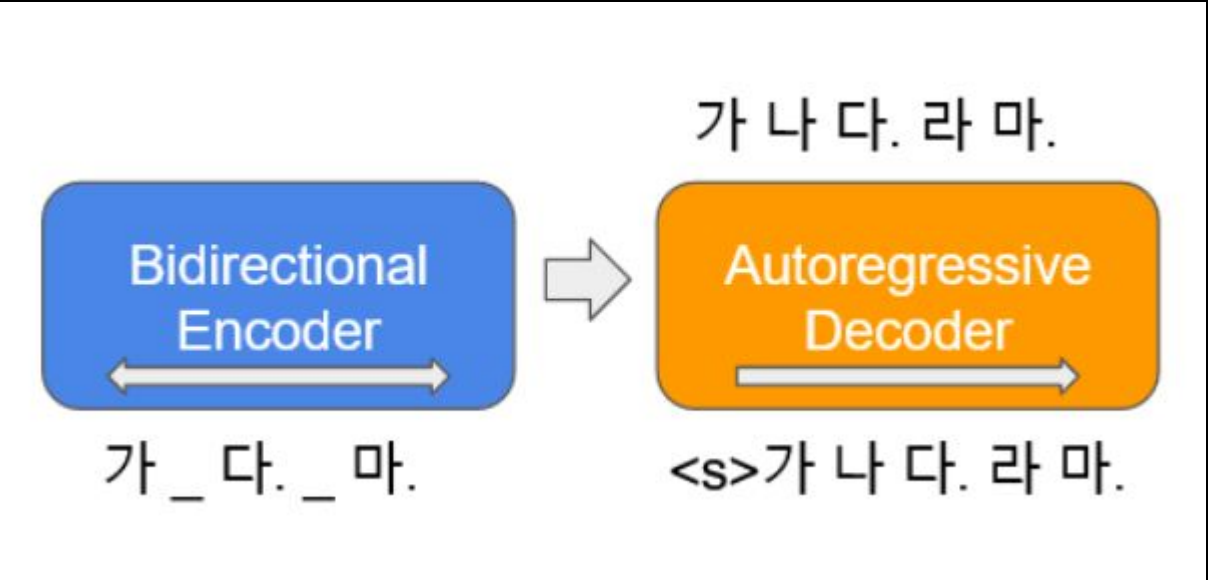 가 나 다. 라 마.
Bidirectional
Encoder
Autoregressive
Decoder
가 _ 다. _ 마.
<s>가 나 다. 라 마.